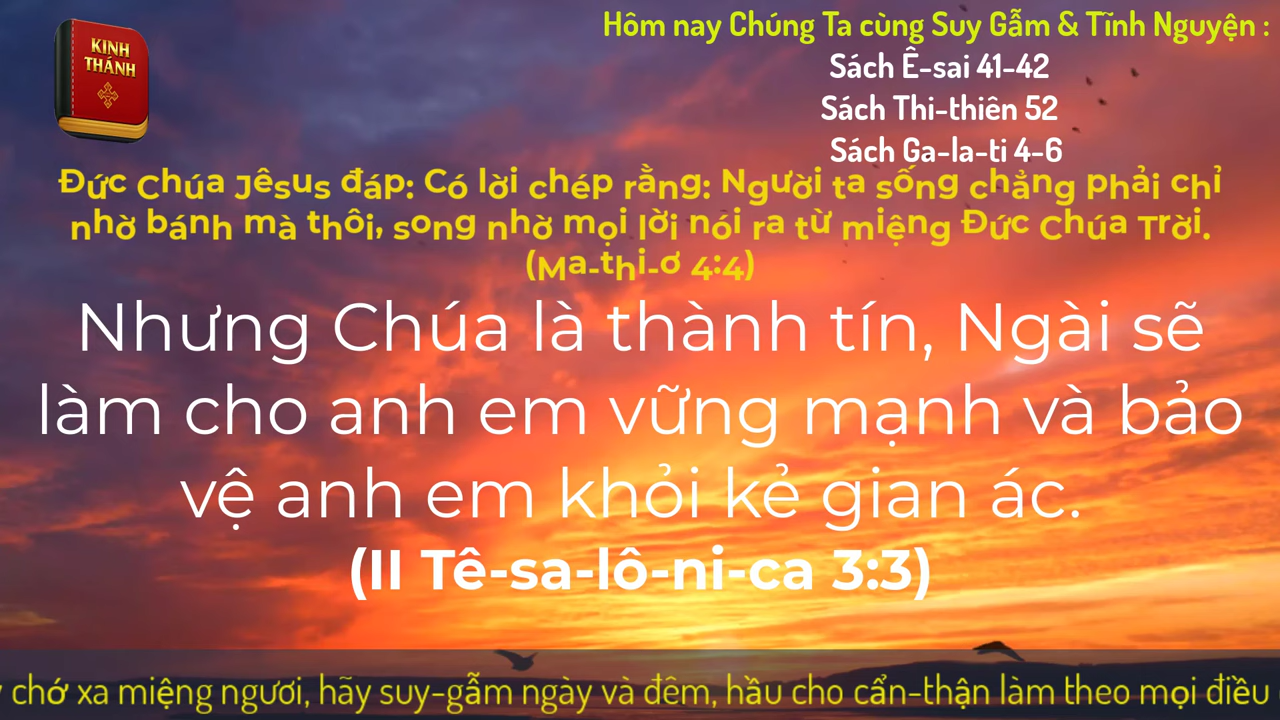 KINH
THÁNH
Hôm nay Chúng Ta cùng Suy Gẫm & Tĩnh Nguyện :
Sách Ê-sai 41-42
Sách Thi-thiên 52
Sách Ga-la-ti 4-6
Đức Chúa Jêsus đáp: Có lời chép rằng: Người ta sống chẳng phải chỉ
nhờ bánh mà thôi, song nhờ mọi lời nói ra từ miệng Đức Chúa Trời.
(Ma-thi-ơ 4:4)
Nhưng Chúa là thành tín, Ngài sẽ
làm cho anh em vững mạnh và bảo
vệ anh em khỏi kẻ gian ác.
(II Tê-sa-lô-ni-ca 3:3)
chớ xa miệng ngươi, hãy suy-gẫm ngày và đêm, hầu cho cẩn-thận làm theo mọi điều